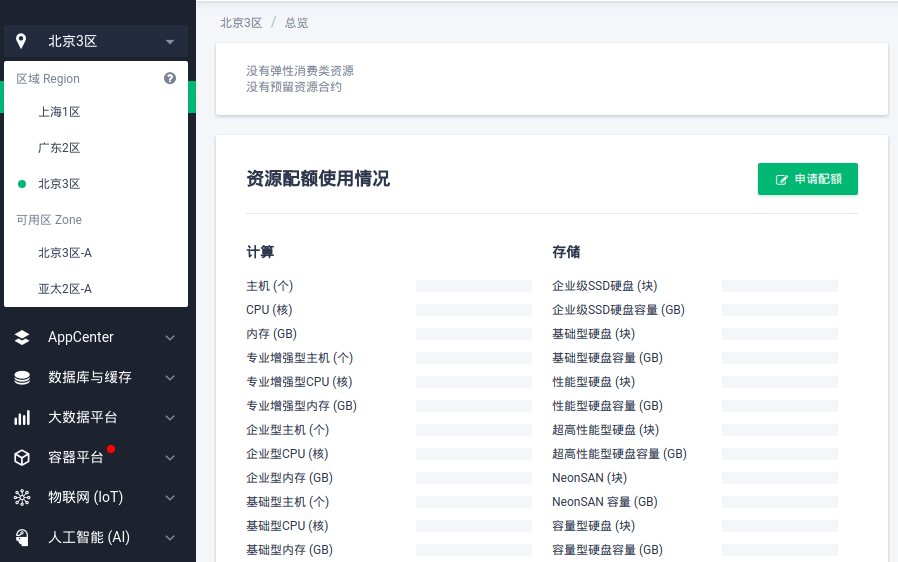 北京3区
区域 Region
上海1区
广东2区
北京3区
可用区 Zone
北京3区-A
亚太2区-A
AppCenter
数据库与缓存
大数据平台
容器平台
物联网 (IoT)
人工智能 (AI)
北京3区 / 总览
没有弹性消费类资源
没有预留资源合约
资源配额使用情况
申请配额
计算
主机 (个)
CPU (核)
内存 (GB)
专业增强型主机 (个)
专业增强型CPU (核)
专业增强型内存 (GB)
企业型主机 (个)
企业型CPU (核)
企业型内存 (GB)
基础型主机 (个)
基础型CPU (核)
基础型内存 (GB)
存储
企业级SSD硬盘 (块)
企业级SSD硬盘容量 (GB)
基础型硬盘 (块)
基础型硬盘容量 (GB)
性能型硬盘 (块)
性能型硬盘容量 (GB)
超高性能型硬盘 (块)
超高性能型硬盘容量 (GB)
NeonSAN (块)
NeonSAN 容量 (GB)
容量型硬盘 (块)
容量型硬盘容量 (GB)